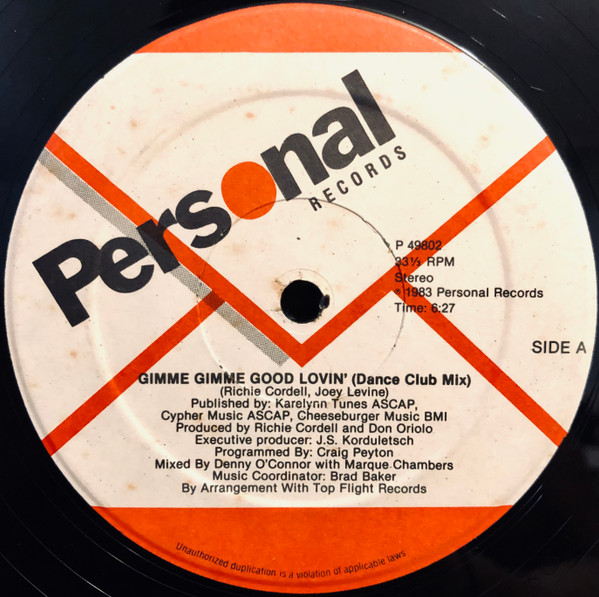 Personal
RECORDS
P 49802
33⅓ RPM
Stereo
℗ 1983 Personal Records
Time: 6:27
SIDE A
GIMME GIMME GOOD LOVIN' (Dance Club Mix)
(Richie Cordell, Joey Levine)
Published by: Karelynn Tunes ASCAP,
Cypher Music ASCAP, Cheeseburger Music BMI
Produced by Richie Cordell and Don Oriolo
Executive producer: J.S. Korduletsch
Programmed By: Craig Peyton
Mixed By Denny O'Connor with Marque Chambers
Music Coordinator: Brad Baker
By Arrangement With Top Flight Records
Unauthorized duplication is a violation of applicable laws